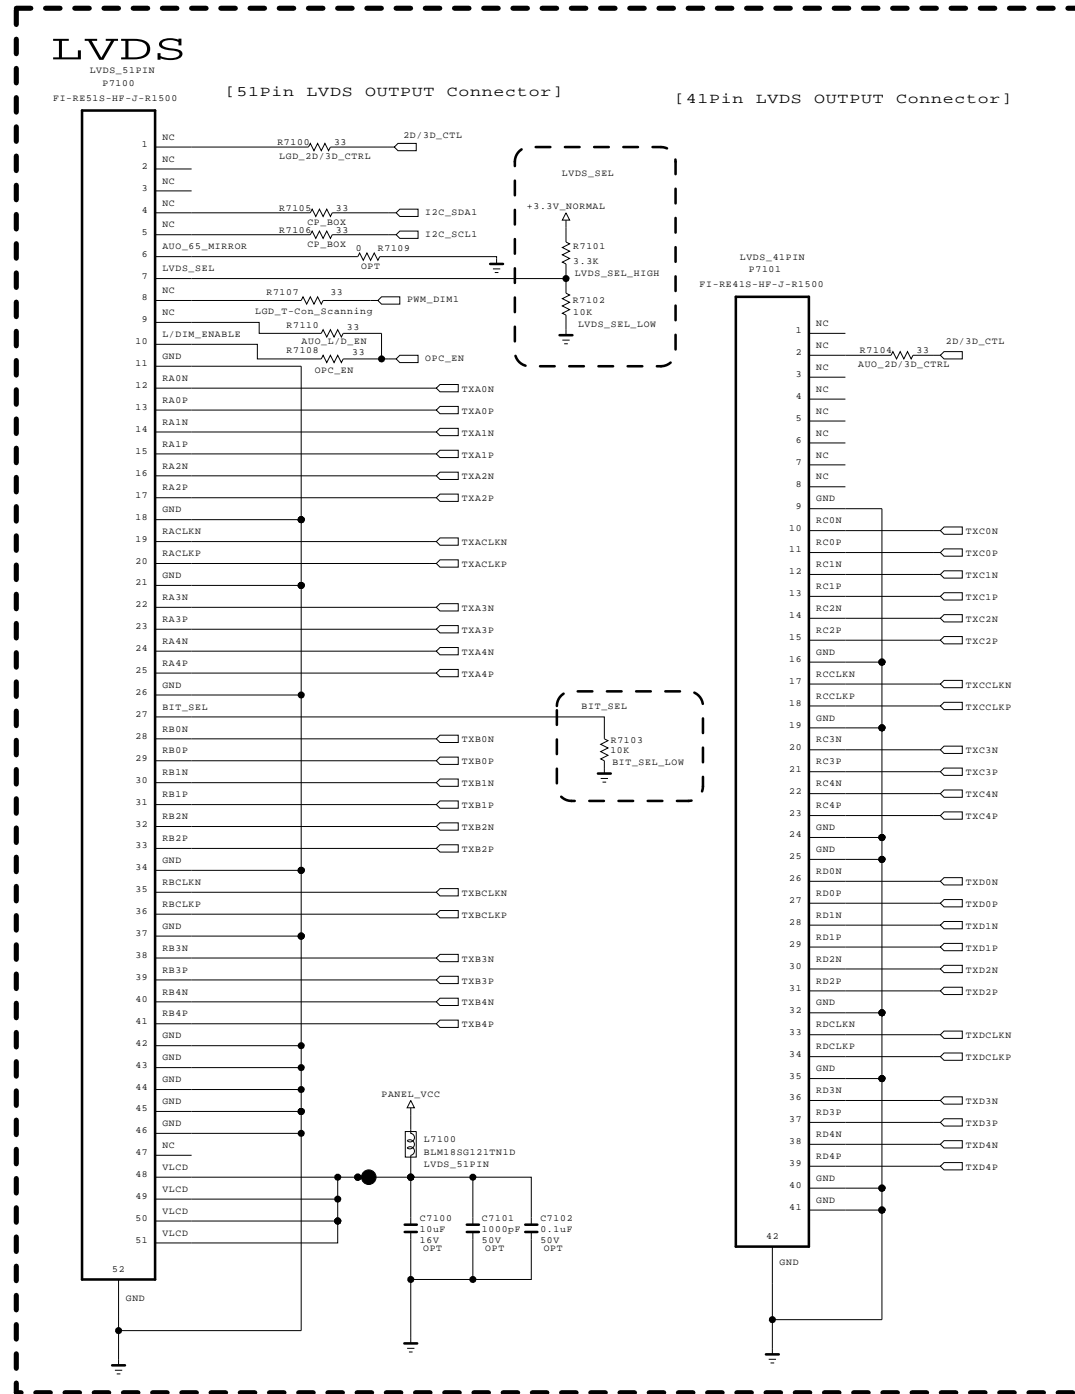 LVDS
LVDS_51PIN
P7100
FI-RE51S-HF-J-R1500
[51Pin LVDS OUTPUT Connector]
1 NC R7100 33 2D/3D_CTL
LGD_2D/3D_CTRL
2 NC
3 NC
4 NC R7105 33 I2C_SDA1
CP_BOX
5 NC R7106 33 I2C_SCL1
CP_BOX
6 AUO_65_MIRROR 0 R7109
OPT
7 LVDS_SEL
8 NC R7107 33 PWM_DIM1
LGD_T-Con_Scanning
9 NC R7110 33
AUO_L/D_EN
10 L/DIM_ENABLE R7108 33 OPC_EN
OPC_EN
11 GND
12 RA0N TXA0N
13 RA0P TXA0P
14 RA1N TXA1N
15 RA1P TXA1P
16 RA2N TXA2N
17 RA2P TXA2P
18 GND
19 RACLKN TXACLKN
20 RACLKP TXACLKP
21 GND
22 RA3N TXA3N
23 RA3P TXA3P
24 RA4N TXA4N
25 RA4P TXA4P
26 GND
27 BIT_SEL
28 RB0N TXB0N
29 RB0P TXB0P
30 RB1N TXB1N
31 RB1P TXB1P
32 RB2N TXB2N
33 RB2P TXB2P
34 GND
35 RBCLKN TXBCLKN
36 RBCLKP TXBCLKP
37 GND
38 RB3N TXB3N
39 RB3P TXB3P
40 RB4N TXB4N
41 RB4P TXB4P
42 GND
43 GND
44 GND
45 GND
46 GND
47 NC
48 VLCD
49 VLCD
50 VLCD
51 VLCD
52
GND
LVDS_SEL
+3.3V_NORMAL
R7101
3.3K
LVDS_SEL_HIGH
R7102
10K
LVDS_SEL_LOW
BIT_SEL
R7103
10K
BIT_SEL_LOW
PANEL_VCC
L7100
BLM18SG121TN1D
LVDS_51PIN
C7100
10uF
16V
OPT
C7101
1000pF
50V
OPT
C7102
0.1uF
50V
OPT
[41Pin LVDS OUTPUT Connector]
LVDS_41PIN
P7101
FI-RE41S-HF-J-R1500
1 NC
2 NC R7104 33 2D/3D_CTL
AUO_2D/3D_CTRL
3 NC
4 NC
5 NC
6 NC
7 NC
8 NC
9 GND
10 RC0N TXC0N
11 RC0P TXC0P
12 RC1N TXC1N
13 RC1P TXC1P
14 RC2N TXC2N
15 RC2P TXC2P
16 GND
17 RCCLKN TXCCLKN
18 RCCLKP TXCCLKP
19 GND
20 RC3N TXC3N
21 RC3P TXC3P
22 RC4N TXC4N
23 RC4P TXC4P
24 GND
25 GND
26 RD0N TXD0N
27 RD0P TXD0P
28 RD1N TXD1N
29 RD1P TXD1P
30 RD2N TXD2N
31 RD2P TXD2P
32 GND
33 RDCLKN TXDCLKN
34 RDCLKP TXDCLKP
35 GND
36 RD3N TXD3N
37 RD3P TXD3P
38 RD4N TXD4N
39 RD4P TXD4P
40 GND
41 GND
42
GND